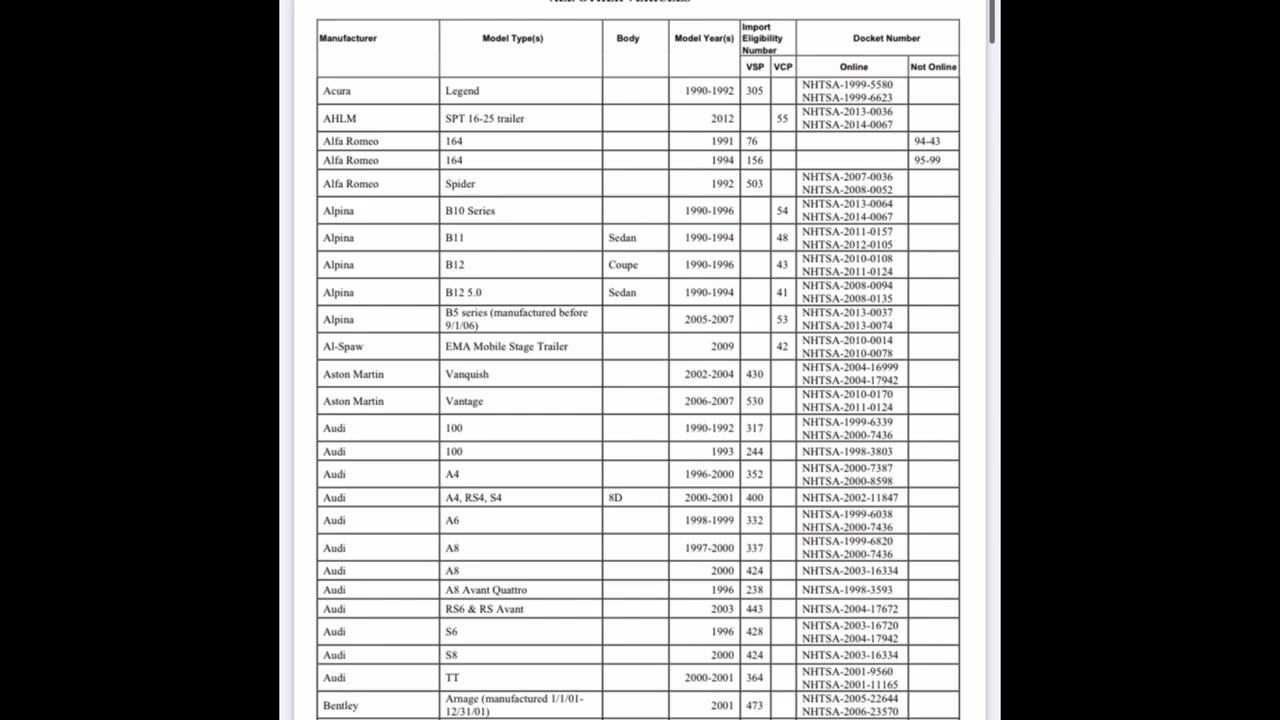 ALL OTHER VEHICLES
Manufacturer Model Type(s) Body Model Year(s) Import Eligibility Number Docket Number
VSP VCP Online Not Online
Acura Legend 1990-1992 305 NHTSA-1999-5580 NHTSA-1999-6623
AHLM SPT 16-25 trailer 2012 55 NHTSA-2013-0036 NHTSA-2014-0067
Alfa Romeo 164 1991 76 94-43
Alfa Romeo 164 1994 156 95-99
Alfa Romeo Spider 1992 503 NHTSA-2007-0036 NHTSA-2008-0052
Alpina B10 Series 1990-1996 54 NHTSA-2013-0064 NHTSA-2014-0067
Alpina B11 Sedan 1990-1994 48 NHTSA-2011-0157 NHTSA-2012-0105
Alpina B12 Coupe 1990-1996 43 NHTSA-2010-0108 NHTSA-2011-0124
Alpina B12 5.0 Sedan 1990-1994 41 NHTSA-2008-0094 NHTSA-2008-0135
Alpina B5 series (manufactured before 9/1/06) 2005-2007 53 NHTSA-2013-0037 NHTSA-2013-0074
Al-Spaw EMA Mobile Stage Trailer 2009 42 NHTSA-2010-0014 NHTSA-2010-0078
Aston Martin Vanquish 2002-2004 430 NHTSA-2004-16999 NHTSA-2004-17942
Aston Martin Vantage 2006-2007 530 NHTSA-2010-0170 NHTSA-2011-0124
Audi 100 1990-1992 317 NHTSA-1999-6339 NHTSA-2000-7436
Audi 100 1993 244 NHTSA-1998-3803
Audi A4 1996-2000 352 NHTSA-2000-7387 NHTSA-2000-8598
Audi A4, RS4, S4 8D 2000-2001 400 NHTSA-2002-11847
Audi A6 1998-1999 332 NHTSA-1999-6038 NHTSA-2000-7436
Audi A8 1997-2000 337 NHTSA-1999-6820 NHTSA-2000-7436
Audi A8 2000 424 NHTSA-2003-16334
Audi A8 Avant Quattro 1996 238 NHTSA-1998-3593
Audi RS6 & RS Avant 2003 443 NHTSA-2004-17672
Audi S6 1996 428 NHTSA-2003-16720 NHTSA-2004-17942
Audi S8 2000 424 NHTSA-2003-16334
Audi TT 2000-2001 364 NHTSA-2001-9560 NHTSA-2001-11165
Bentley Arnage (manufactured 1/1/01-12/31/01) 2001 473 NHTSA-2005-22644 NHTSA-2006-23570